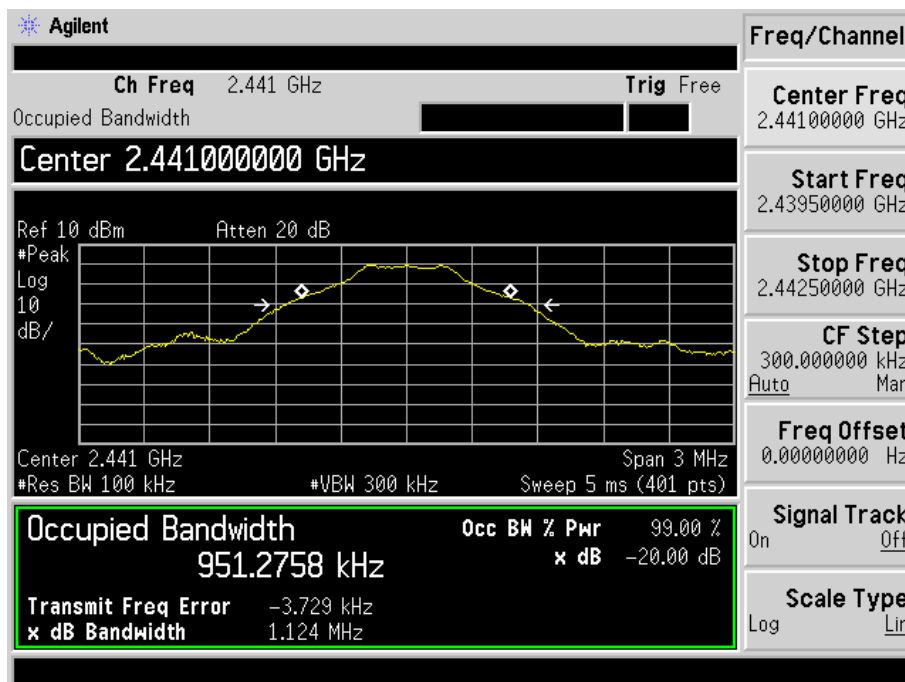 Agilent
Ch Freq 2.441 GHz Trig Free
Occupied Bandwidth
Center 2.441000000 GHz
Ref 10 dBm Atten 20 dB
#Peak
Log
10
dB/
Center 2.441 GHz Span 3 MHz
#Res BW 100 kHz #VBW 300 kHz Sweep 5 ms (401 pts)
Occupied Bandwidth Occ BW % Pwr 99.00 %
951.2758 kHz x dB -20.00 dB
Transmit Freq Error -3.729 kHz
x dB Bandwidth 1.124 MHz
Freq/Channel
Center Freq
2.44100000 GHz
Start Freq
2.43950000 GHz
Stop Freq
2.44250000 GHz
CF Step
300.000000 kHz
Auto Man
Freq Offset
0.00000000 Hz
Signal Track
On Off
Scale Type
Log Lin